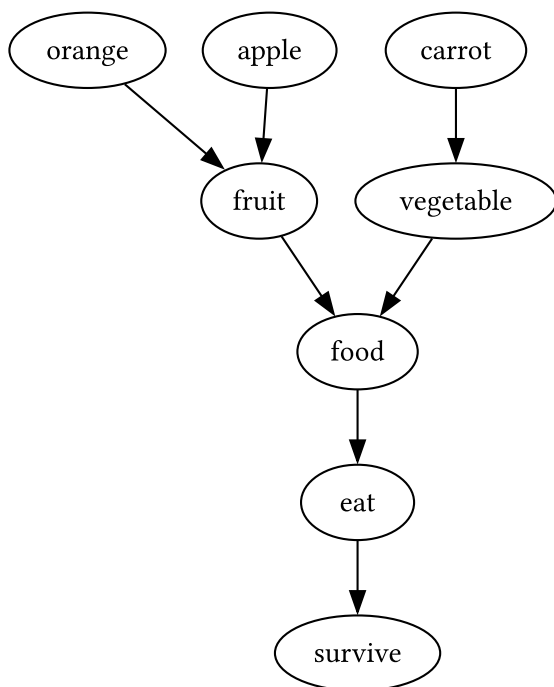 orange apple carrot
fruit vegetable
food
eat
survive